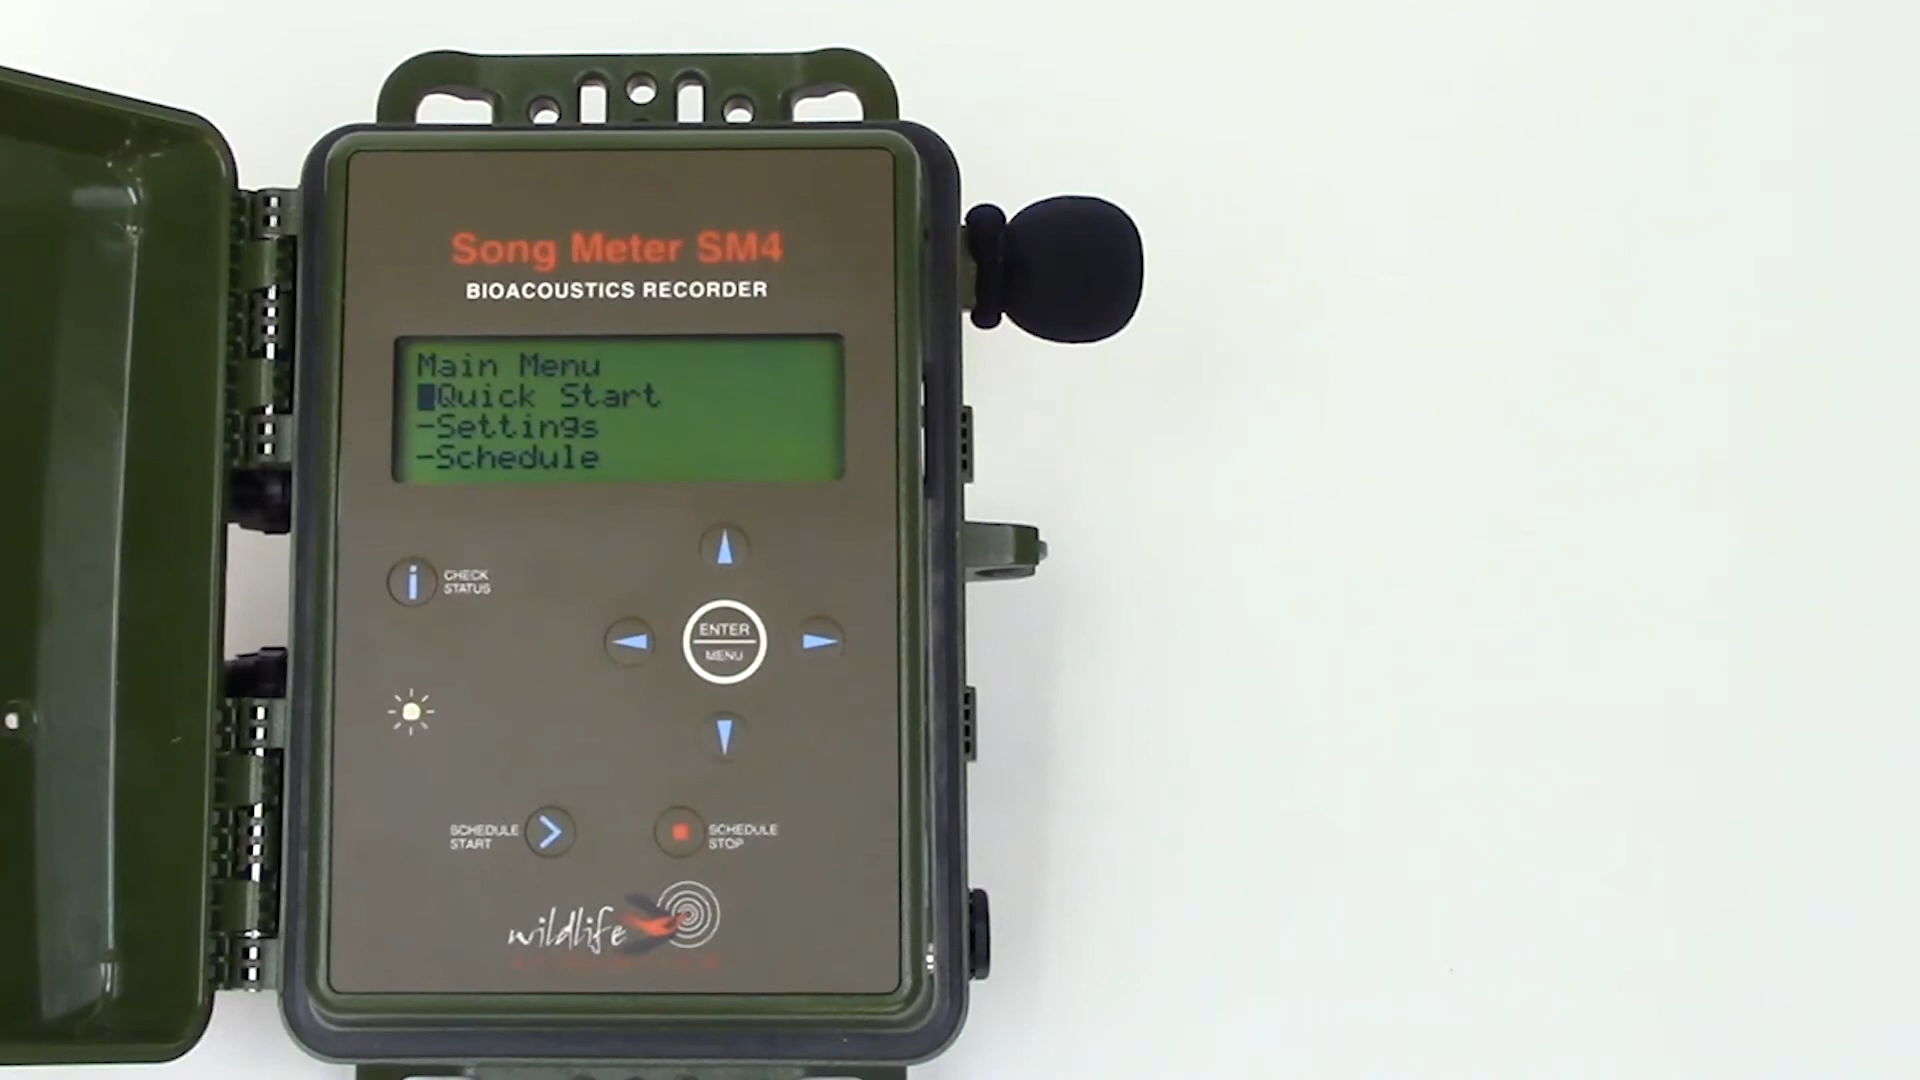 Song Meter SM4
BIOACOUSTICS RECORDER
Main Menu
Quick Start
-Settings
-Schedule
i
CHECK
STATUS
ENTER
MENU
SCHEDULE
START
SCHEDULE
STOP
wildlife